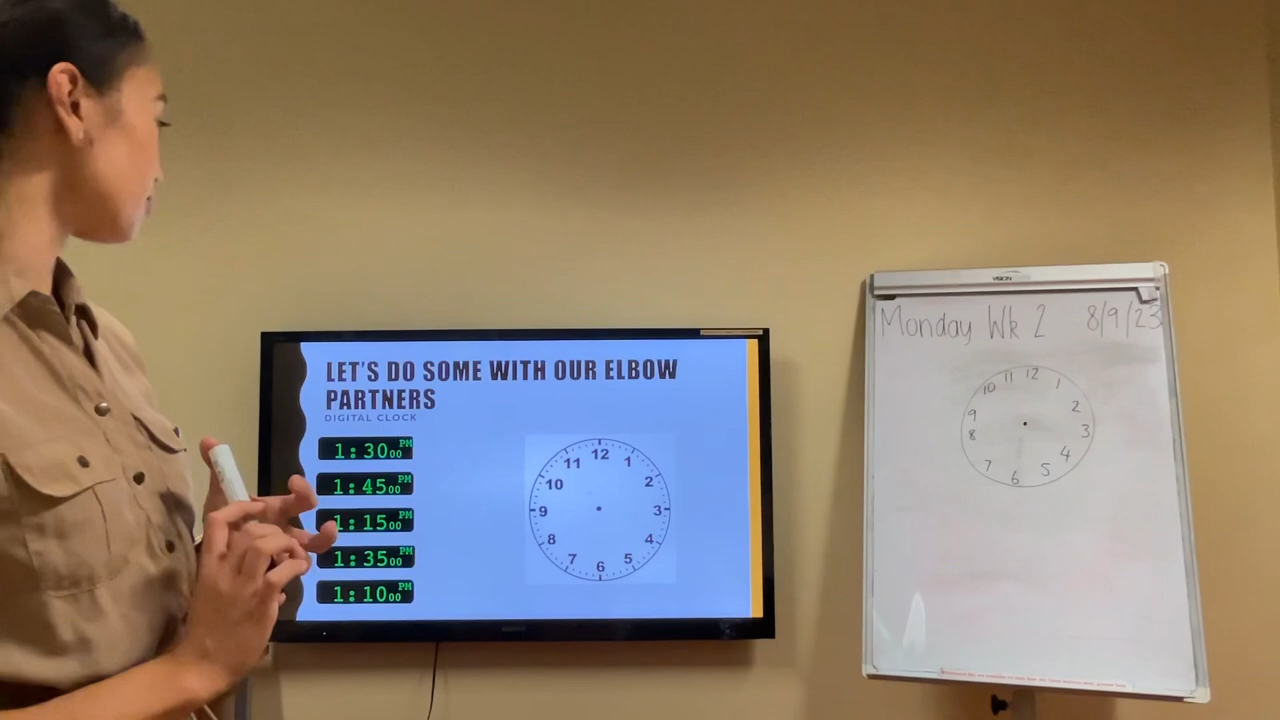 LET'S DO SOME WITH OUR ELBOW
PARTNERS
DIGITAL CLOCK
1:30 00 PM
1:45 00 PM
1:15 00 PM
1:35 00 PM
1:10 00 PM
12
11 1
10 2
9 3
8 4
7 5
6
VISION
Monday Wk 2 8/9/23
12
11 1
10 2
9 3
8 4
7 5
6